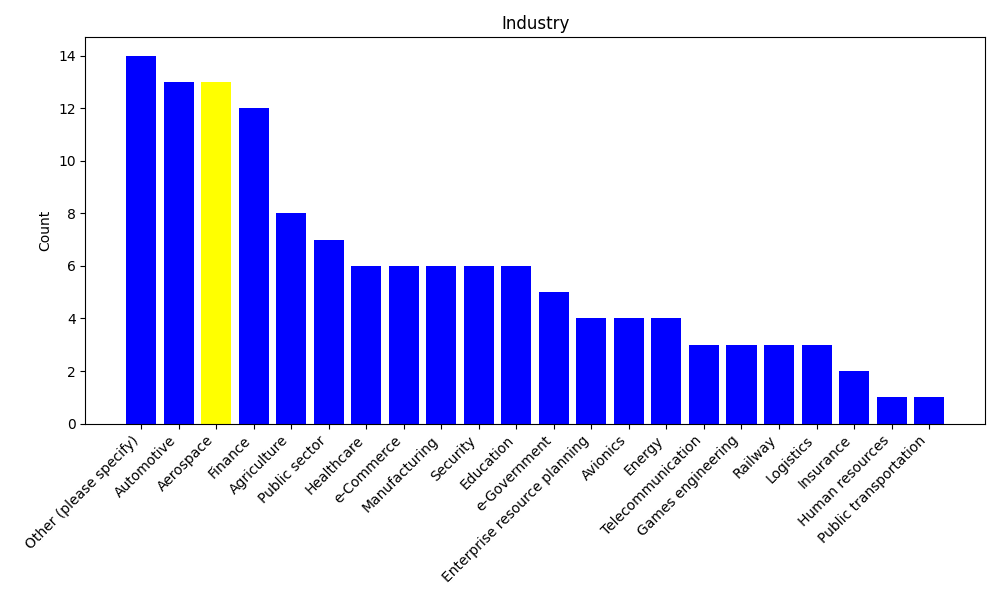 Industry
Count
14
12
10
8
6
4
2
0
Other (please specify)
Automotive
Aerospace
Finance
Agriculture
Public sector
Healthcare
e-Commerce
Manufacturing
Security
Education
e-Government
Enterprise resource planning
Avionics
Energy
Telecommunication
Games engineering
Railway
Logistics
Insurance
Human resources
Public transportation